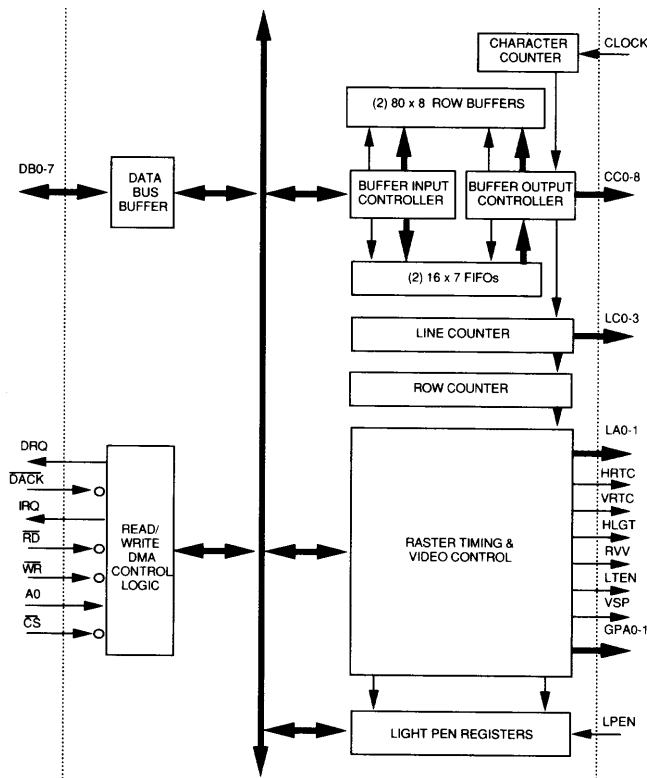 CHARACTER
COUNTER
CLOCK
(2) 80 x 8 ROW BUFFERS
DB0-7
DATA
BUS
BUFFER
BUFFER INPUT
CONTROLLER
BUFFER OUTPUT
CONTROLLER
CC0-8
(2) 16 x 7 FIFOs
LINE COUNTER
LC0-3
ROW COUNTER
DRQ
DACK
IRQ
RD
WR
A0
CS
READ/
WRITE
DMA
CONTROL
LOGIC
RASTER TIMING &
VIDEO CONTROL
LA0-1
HRTC
VRTC
HLGT
RVV
LTEN
VSP
GPA0-1
LIGHT PEN REGISTERS
LPEN